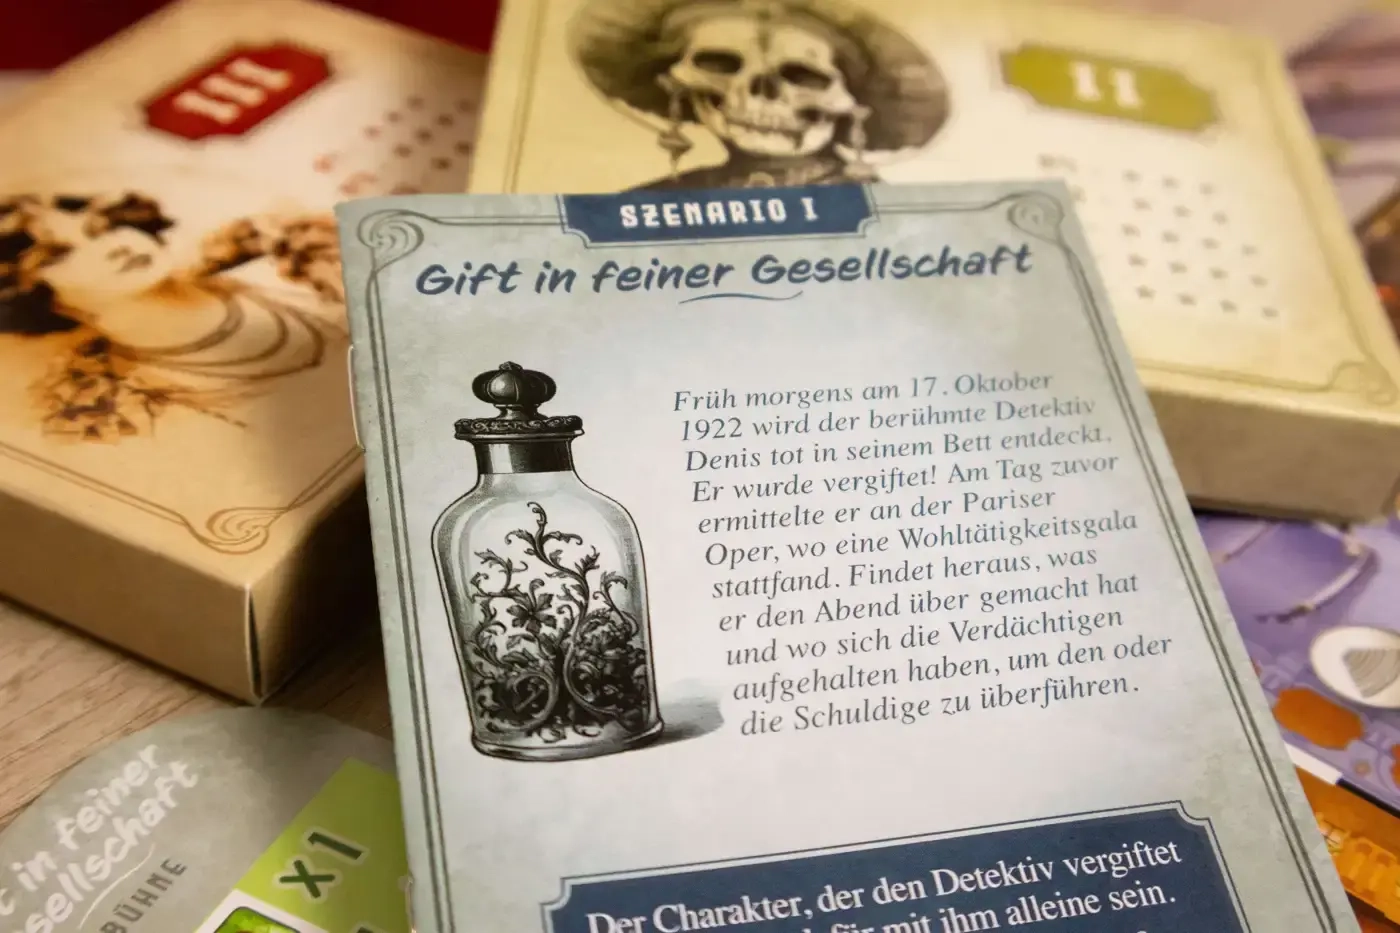 III
II
SZENARIO I
Gift in feiner Gesellschaft
Früh morgens am 17. Oktober
1922 wird der berühmte Detektiv
Denis tot in seinem Bett entdeckt.
Er wurde vergiftet! Am Tag zuvor
ermittelte er an der Pariser
Oper, wo eine Wohltätigkeitsgala
stattfand. Findet heraus, was
er den Abend über gemacht hat
und wo sich die Verdächtigen
aufgehalten haben, um den oder
die Schuldige zu überführen.
Der Charakter, der den Detektiv vergiftet
mit ihm alleine sein.
in feiner
sellschaft
BÜHNE
x1